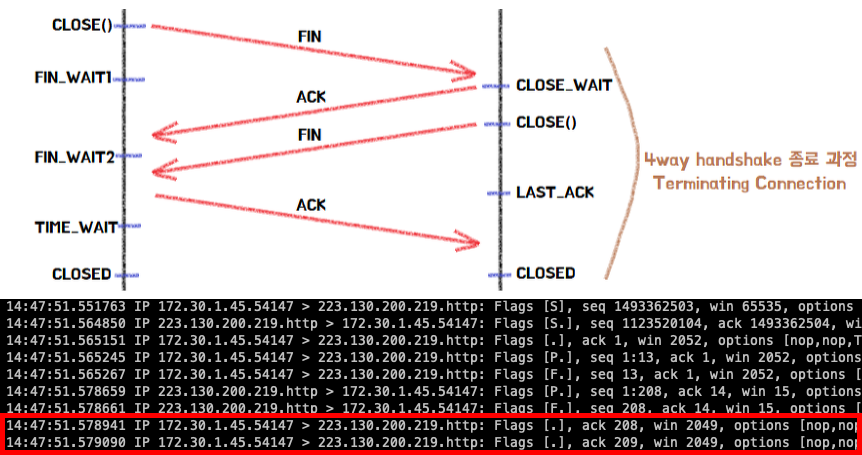 CLOSE()
FIN
FIN_WAIT1
CLOSE_WAIT
ACK
CLOSE()
FIN
FIN_WAIT2
4way handshake 종료 과정
Terminating Connection
LAST_ACK
ACK
TIME_WAIT
CLOSED
CLOSED
14:47:51.551763 IP 172.30.1.45.54147 > 223.130.200.219.http: Flags [S], seq 1493362503, win 65535, options
14:47:51.564850 IP 223.130.200.219.http > 172.30.1.45.54147: Flags [S.], seq 1123520104, ack 1493362504, wi
14:47:51.565151 IP 172.30.1.45.54147 > 223.130.200.219.http: Flags [.], ack 1, win 2052, options [nop,nop,T
14:47:51.565245 IP 172.30.1.45.54147 > 223.130.200.219.http: Flags [P.], seq 1:13, ack 1, win 2052, options
14:47:51.565267 IP 172.30.1.45.54147 > 223.130.200.219.http: Flags [F.], seq 13, ack 1, win 2052, options [
14:47:51.578659 IP 223.130.200.219.http > 172.30.1.45.54147: Flags [P.], seq 1:208, ack 14, win 15, options
14:47:51.578661 IP 223.130.200.219.http > 172.30.1.45.54147: Flags [F.], seq 208, ack 14, win 15, options [
14:47:51.578941 IP 172.30.1.45.54147 > 223.130.200.219.http: Flags [.], ack 208, win 2049, options [nop,nop
14:47:51.579090 IP 172.30.1.45.54147 > 223.130.200.219.http: Flags [.], ack 209, win 2049, options [nop,nop